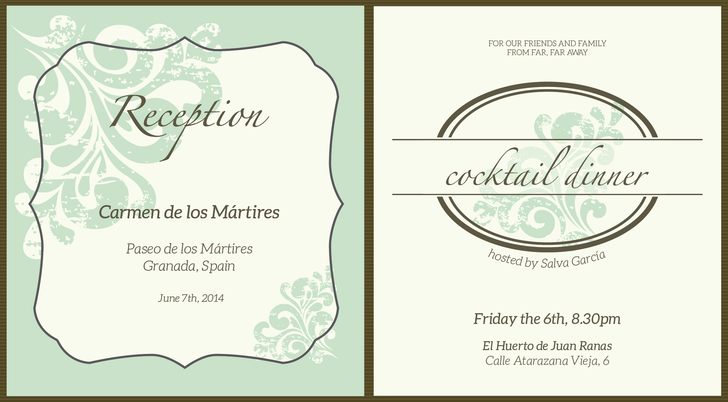 Reception
Carmen de los Mártires
Paseo de los Mártires
Granada, Spain
June 7th, 2014
FOR OUR FRIENDS AND FAMILY
FROM FAR, FAR AWAY
cocktail dinner
hosted by Salva García
Friday the 6th, 8.30pm
El Huerto de Juan Ranas
Calle Atarazana Vieja, 6